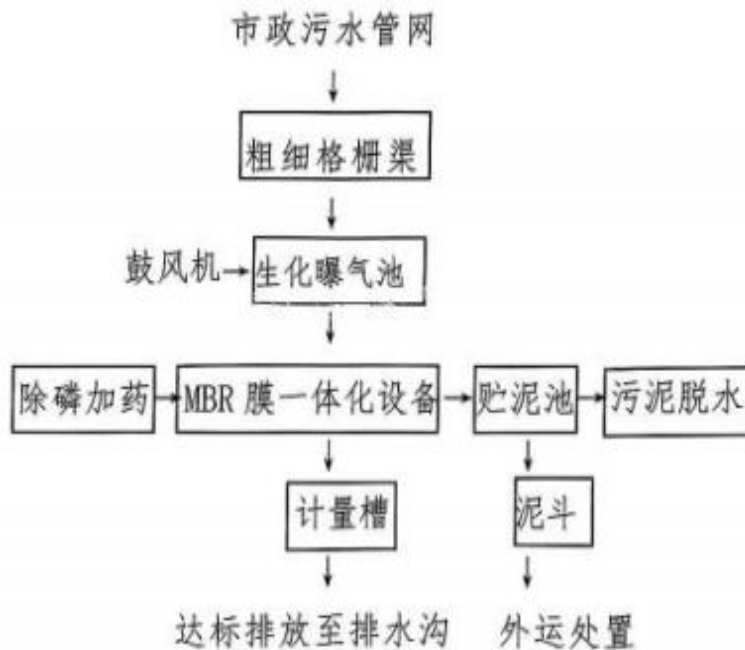 市政污水管网
粗细格栅渠
鼓风机
生化曝气池
除磷加药
MBR 膜一体化设备
贮泥池
污泥脱水
计量槽
泥斗
达标排放至排水沟
外运处置